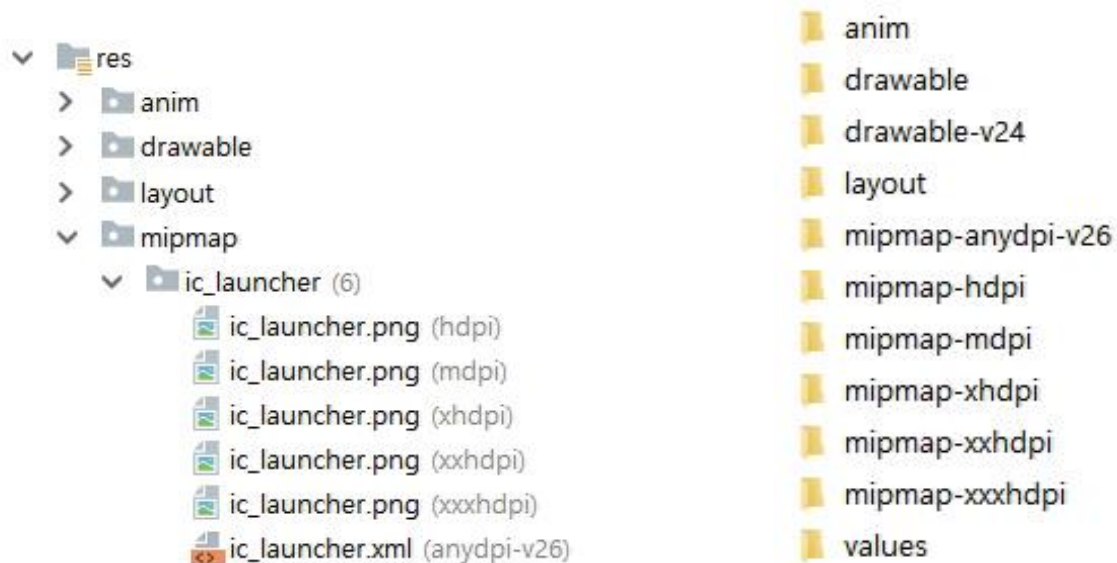 res
anim
drawable
layout
mipmap
ic_launcher (6)
ic_launcher.png (hdpi)
ic_launcher.png (mdpi)
ic_launcher.png (xhdpi)
ic_launcher.png (xxhdpi)
ic_launcher.png (xxxhdpi)
ic_launcher.xml (anydpi-v26)
anim
drawable
drawable-v24
layout
mipmap-anydpi-v26
mipmap-hdpi
mipmap-mdpi
mipmap-xhdpi
mipmap-xxhdpi
mipmap-xxxhdpi
values